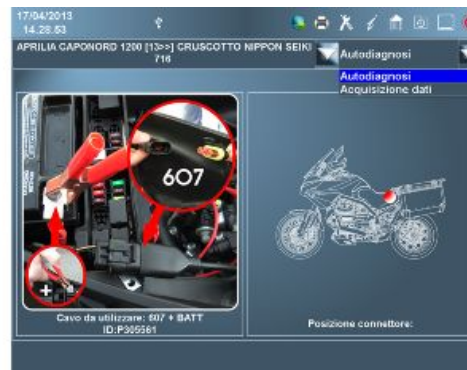 17/04/2013
14.28.53
APRILIA CAPONORD 1200 [13>>] CRUSCOTTO NIPPON SEIKI
716
Autodiagnosi
Autodiagnosi
Acquisizione dati
607
Cavo da utilizzare: 607 + BATT
ID:P305561
Posizione connettore: